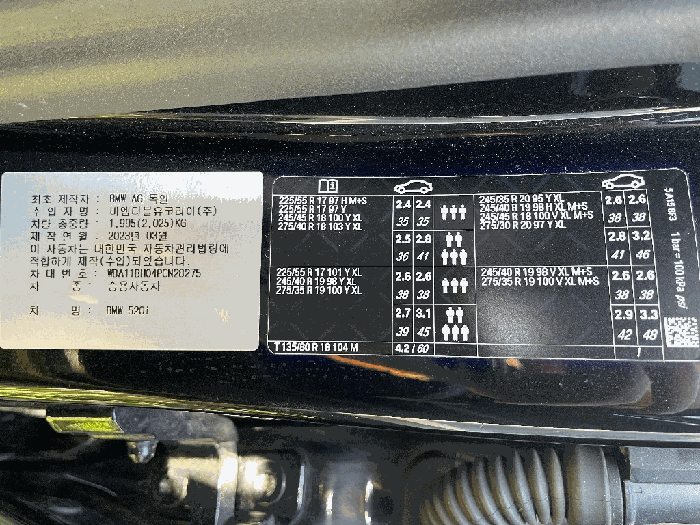 최초 제작자 : BMW AG 독일
수 입 자 명 : 비엠더블유코리아(주)
차량 총중량 : 1,995(2,025)KG
제 작 연 월 : 2023년 03월
이 자동차는 대한민국 자동차관리법령에
적합하게 제작(수입)되었습니다.
차 대 번 호 : WBA11BH04PCN20275
차 종 : 승용자동차
차 명 : BMW 520i
225/55 R 17 97 H M+S
225/55 R 17 97 Y
245/45 R 18 100 Y XL
275/40 R 18 103 Y XL
2.4 2.4
35 35
2.5 2.8
36 41
225/55 R 17 101 Y XL
245/40 R 19 98 Y XL
275/35 R 19 100 Y XL
2.6 2.6
38 38
2.7 3.1
39 45
T 135/80 R 18 104 M
4.2 / 60
245/35 R 20 95 Y XL
245/40 R 19 98 H XL M+S
245/45 R 18 100 V XL M+S
275/30 R 20 97 Y XL
2.6 2.6
38 38
2.8 3.2
41 46
245/40 R 19 98 V XL M+S
275/35 R 19 100 V XL M+S
2.6 2.6
38 38
2.9 3.3
42 48
/
1 bar = 100 kPa psi